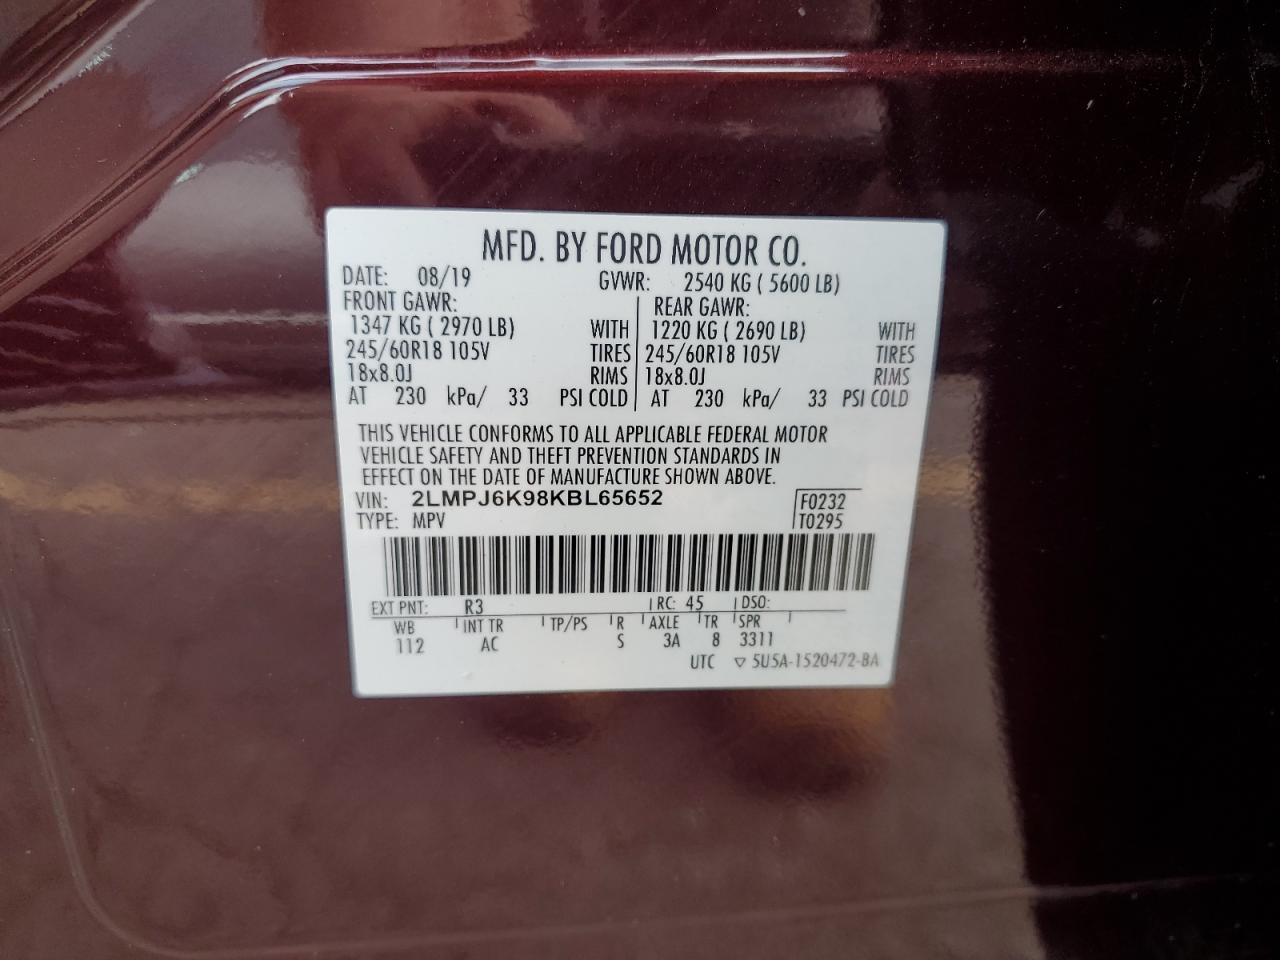 MFD. BY FORD MOTOR CO.
DATE: 08/19 GVWR: 2540 KG ( 5600 LB)
FRONT GAWR: REAR GAWR:
1347 KG ( 2970 LB) WITH 1220 KG ( 2690 LB) WITH
245/60R18 105V TIRES 245/60R18 105V TIRES
18x8.0J RIMS 18x8.0J RIMS
AT 230 kPa/ 33 PSI COLD AT 230 kPa/ 33 PSI COLD
THIS VEHICLE CONFORMS TO ALL APPLICABLE FEDERAL MOTOR
VEHICLE SAFETY AND THEFT PREVENTION STANDARDS IN
EFFECT ON THE DATE OF MANUFACTURE SHOWN ABOVE.
VIN: 2LMPJ6K98KBL65652 F0232
TYPE: MPV T0295
EXT PNT: R3 RC: 45 DSO:
WB INT TR TP/PS R AXLE TR SPR
112 AC S 3A 8 3311
UTC ▽ 5U5A-1520472-BA